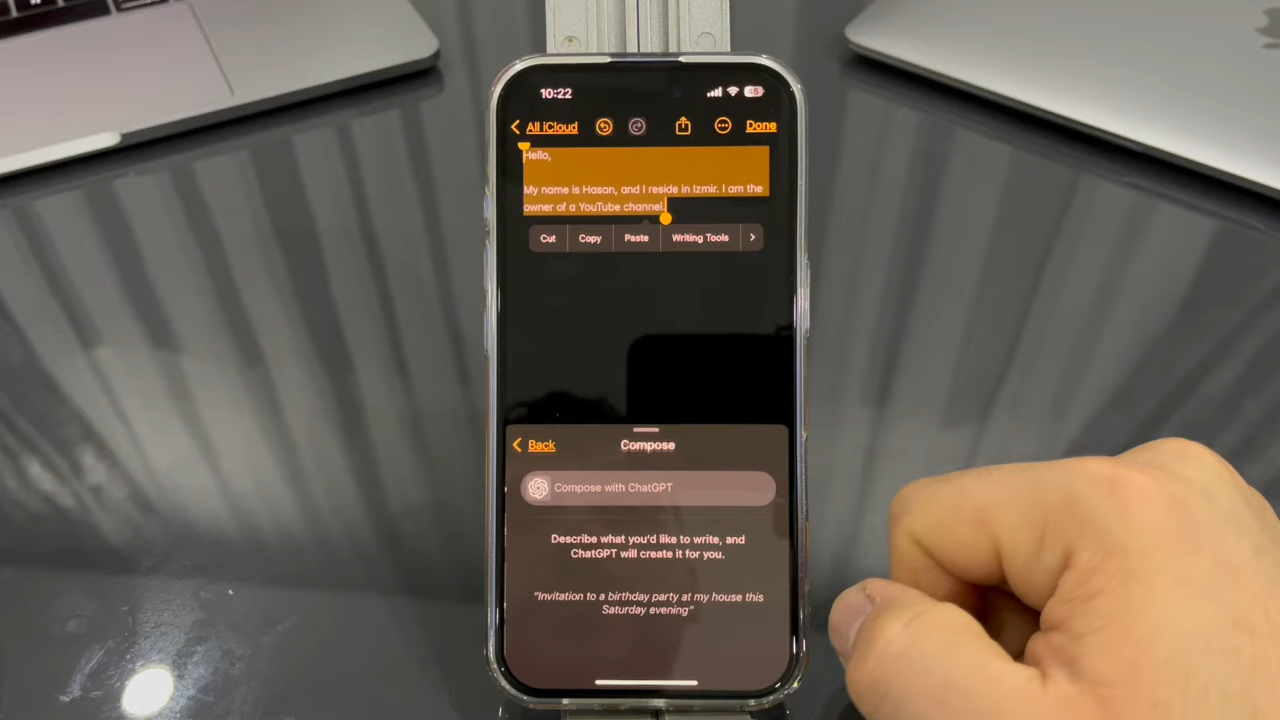 10:22
45
All iCloud
Done
Hello,
My name is Hasan, and I reside in Izmir. I am the
owner of a YouTube channel.
Cut Copy Paste Writing Tools
Back
Compose
Compose with ChatGPT
Describe what you'd like to write, and
ChatGPT will create it for you.
"Invitation to a birthday party at my house this
Saturday evening"